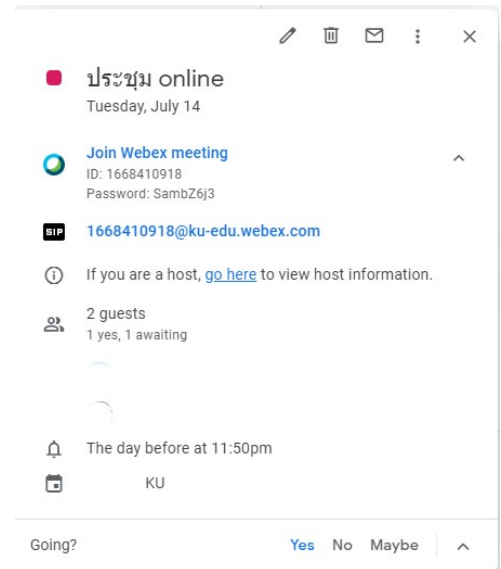 ประชุม online
Tuesday, July 14
Join Webex meeting
ID: 1668410918
Password: SambZ6j3
SIP 1668410918@ku-edu.webex.com
If you are a host, go here to view host information.
2 guests
1 yes, 1 awaiting
The day before at 11:50pm
KU
Going? Yes No Maybe